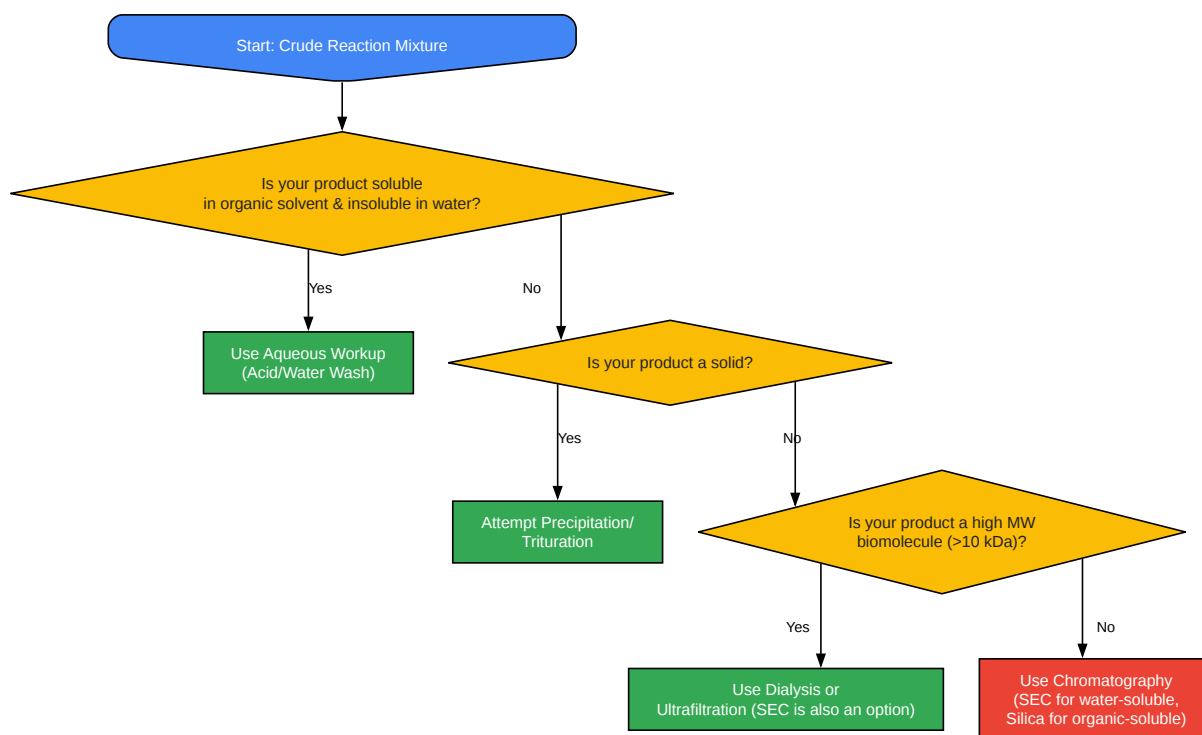 Start: Crude Reaction Mixture
Is your product soluble
in organic solvent & insoluble in water?
Yes
No
Use Aqueous Workup
(Acid/Water Wash)
Is your product a solid?
Yes
No
Attempt Precipitation/
Trituration
Is your product a high MW
biomolecule (>10 kDa)?
Yes
No
Use Dialysis or
Ultrafiltration (SEC is also an option)
Use Chromatography
(SEC for water-soluble,
Silica for organic-soluble)